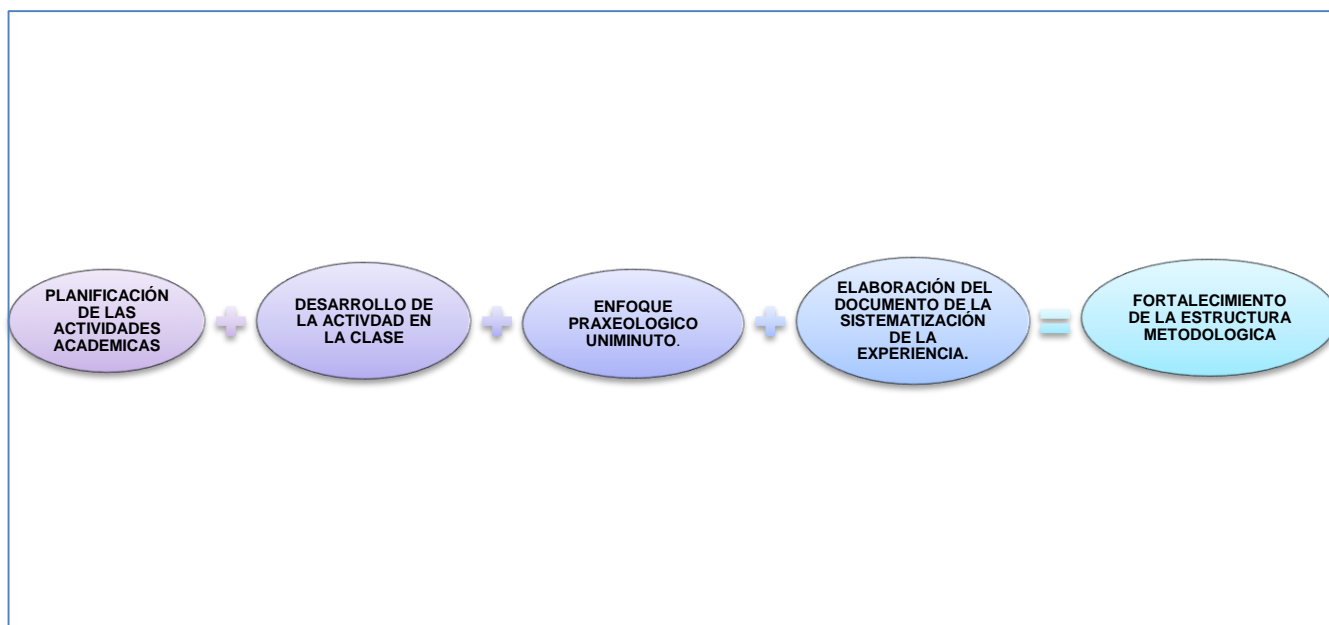 PLANIFICACIÓN
DE LAS
ACTIVIDADES
ACADEMICAS
DESARROLLO DE
LA ACTIVDAD EN
LA CLASE
ENFOQUE
PRAXEOLOGICO
UNIMINUTO.
ELABORACIÓN DEL
DOCUMENTO DE LA
SISTEMATIZACIÓN
DE LA
EXPERIENCIA.
FORTALECIMIENTO
DE LA ESTRUCTURA
METODOLOGICA